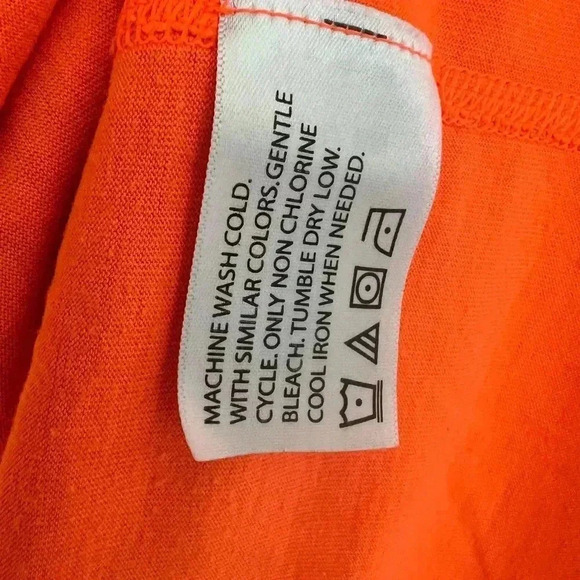 MACHINE WASH COLD.
WITH SIMILAR COLORS.GENTLE
CYCLE. ONLY NON CHLORINE
BLEACH. TUMBLE DRY LOW.
COOL IRON WHEN NEEDED.